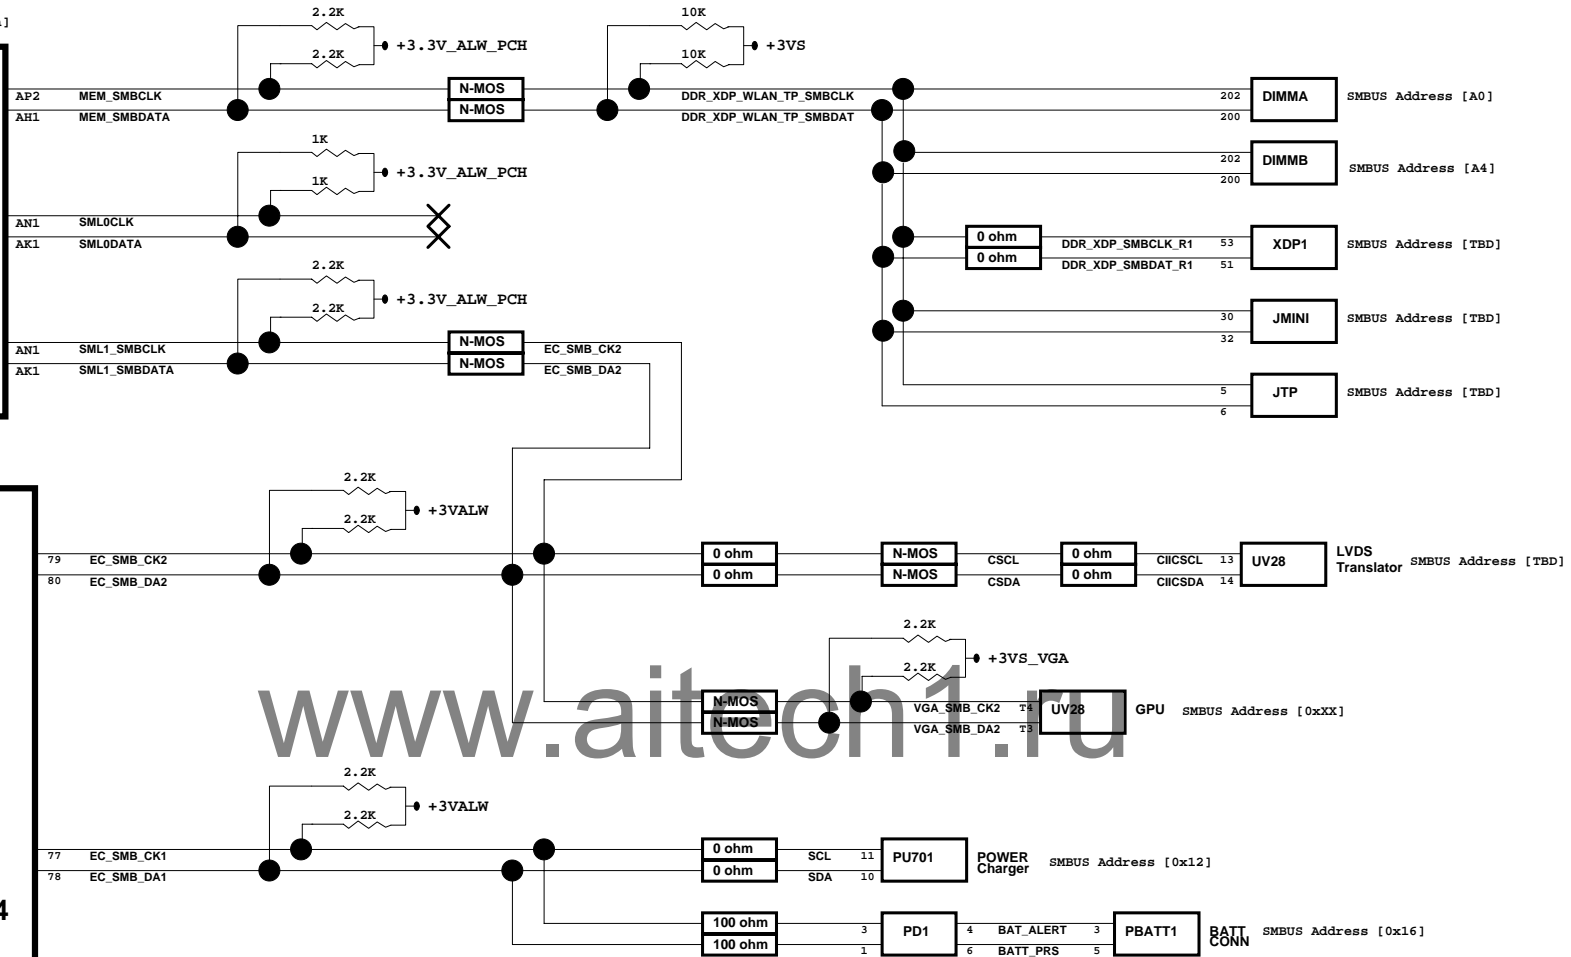 2.2K
2.2K
+3.3V_ALW_PCH
10K
10K
+3VS
AP2 MEM_SMBCLK N-MOS DDR_XDP_WLAN_TP_SMBCLK
AH1 MEM_SMBDATA N-MOS DDR_XDP_WLAN_TP_SMBDAT
202 DIMMA SMBUS Address [A0]
200
1K
1K
+3.3V_ALW_PCH
202 DIMMB SMBUS Address [A4]
200
AN1 SML0CLK
AK1 SML0DATA
0 ohm DDR_XDP_SMBCLK_R1 53 XDP1 SMBUS Address [TBD]
0 ohm DDR_XDP_SMBDAT_R1 51
2.2K
2.2K
+3.3V_ALW_PCH
30 JMINI SMBUS Address [TBD]
32
AN1 SML1_SMBCLK N-MOS EC_SMB_CK2
AK1 SML1_SMBDATA N-MOS EC_SMB_DA2
5 JTP SMBUS Address [TBD]
6
2.2K
2.2K
+3VALW
79 EC_SMB_CK2 0 ohm N-MOS CSCL 0 ohm CIICSCL 13 UV28 LVDS Translator SMBUS Address [TBD]
80 EC_SMB_DA2 0 ohm N-MOS CSDA 0 ohm CIICSDA 14
2.2K
2.2K
+3VS_VGA
N-MOS VGA_SMB_CK2 T4 UV28 GPU SMBUS Address [0xXX]
N-MOS VGA_SMB_DA2 T3
www.aitech1.ru
2.2K
2.2K
+3VALW
77 EC_SMB_CK1 0 ohm SCL 11 PU701 POWER Charger SMBUS Address [0x12]
78 EC_SMB_DA1 0 ohm SDA 10
4
100 ohm 3 PD1 4 BAT_ALERT 3 PBATT1 BATT CONN SMBUS Address [0x16]
100 ohm 1 6 BATT_PRS 5